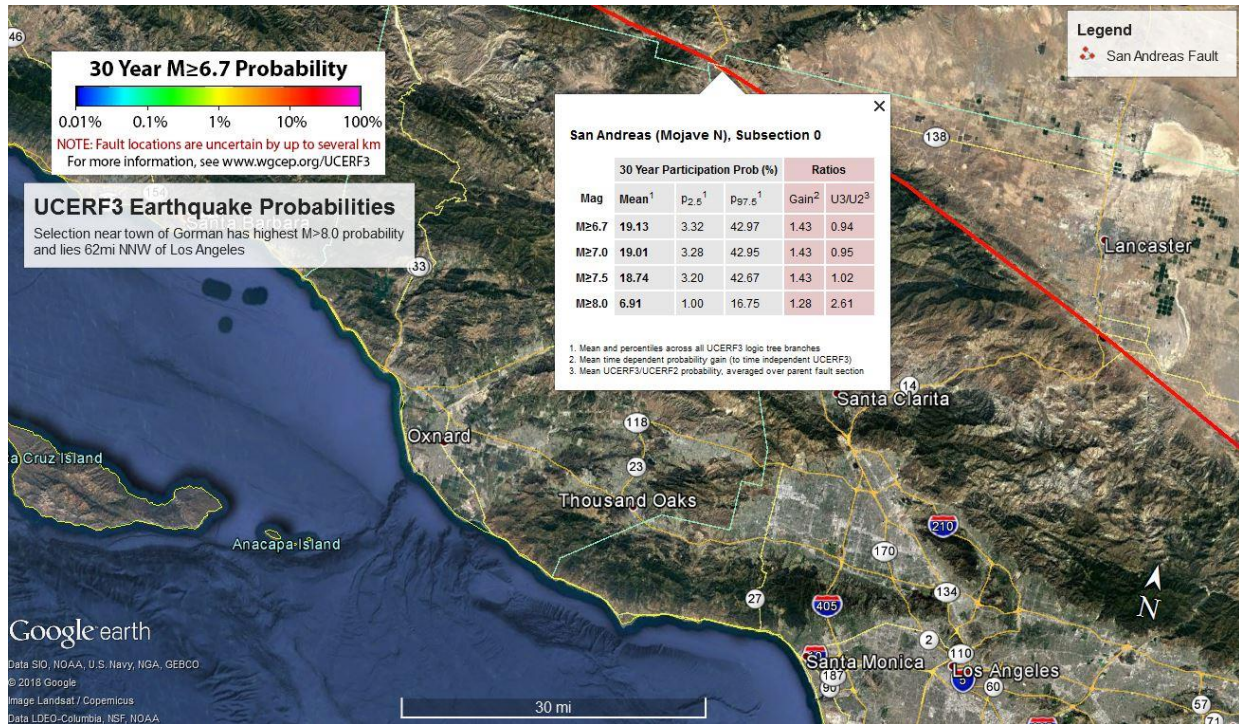 46
30 Year M≥6.7 Probability
0.01% 0.1% 1% 10% 100%
NOTE: Fault locations are uncertain by up to several km
For more information, see www.wgcep.org/UCERF3
154
Santa Barbara
UCERF3 Earthquake Probabilities
Selection near town of Gorman has highest M>8.0 probability
and lies 62mi NNW of Los Angeles
33
Legend
San Andreas Fault
San Andreas (Mojave N), Subsection 0
30 Year Participation Prob (%) Ratios
Mag Mean1 P2.51 P97.51 Gain2 U3/U23
M≥6.7 19.13 3.32 42.97 1.43 0.94
M≥7.0 19.01 3.28 42.95 1.43 0.95
M≥7.5 18.74 3.20 42.67 1.43 1.02
M≥8.0 6.91 1.00 16.75 1.28 2.61
1. Mean and percentiles across all UCERF3 logic tree branches
2. Mean time dependent probability gain (to time independent UCERF3)
3. Mean UCERF3/UCERF2 probability, averaged over parent fault section
138
Lancaster
14
Santa Clarita
Oxnard
118
23
Thousand Oaks
ta Cruz Island
Anacapa Island
210
170
134
27
405
2
110
Santa Monica
Los Angeles
187
90
5
60
57
71
N
Google earth
Data SIO, NOAA, U.S. Navy, NGA, GEBCO
© 2018 Google
Image Landsat / Copernicus
Data LDEO-Columbia, NSF, NOAA
30 mi